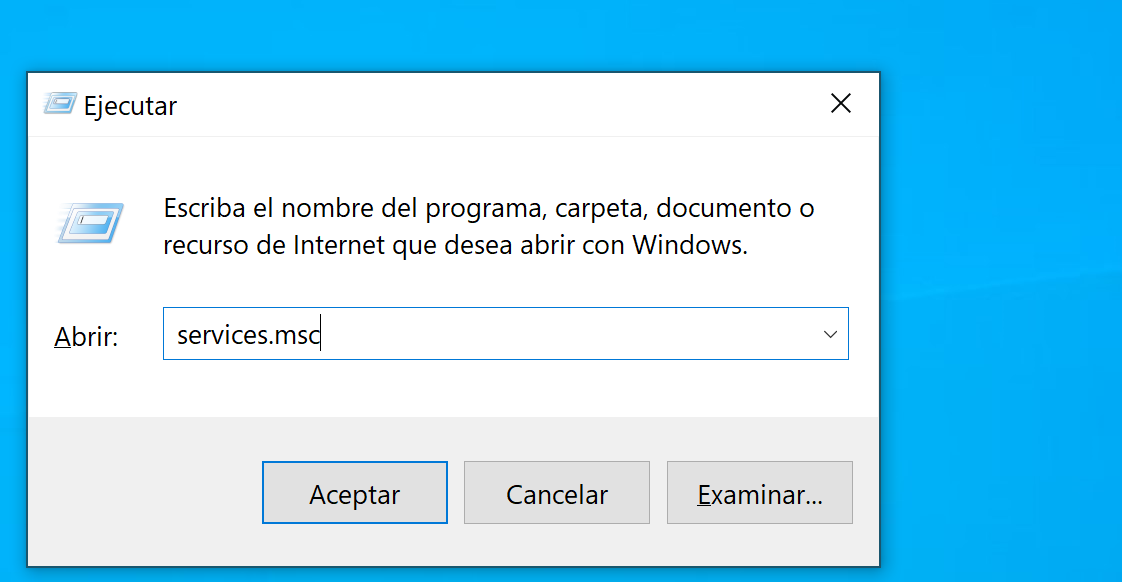 Ejecutar
Escriba el nombre del programa, carpeta, documento o
recurso de Internet que desea abrir con Windows.
Abrir: services.msc
Aceptar Cancelar Examinar...